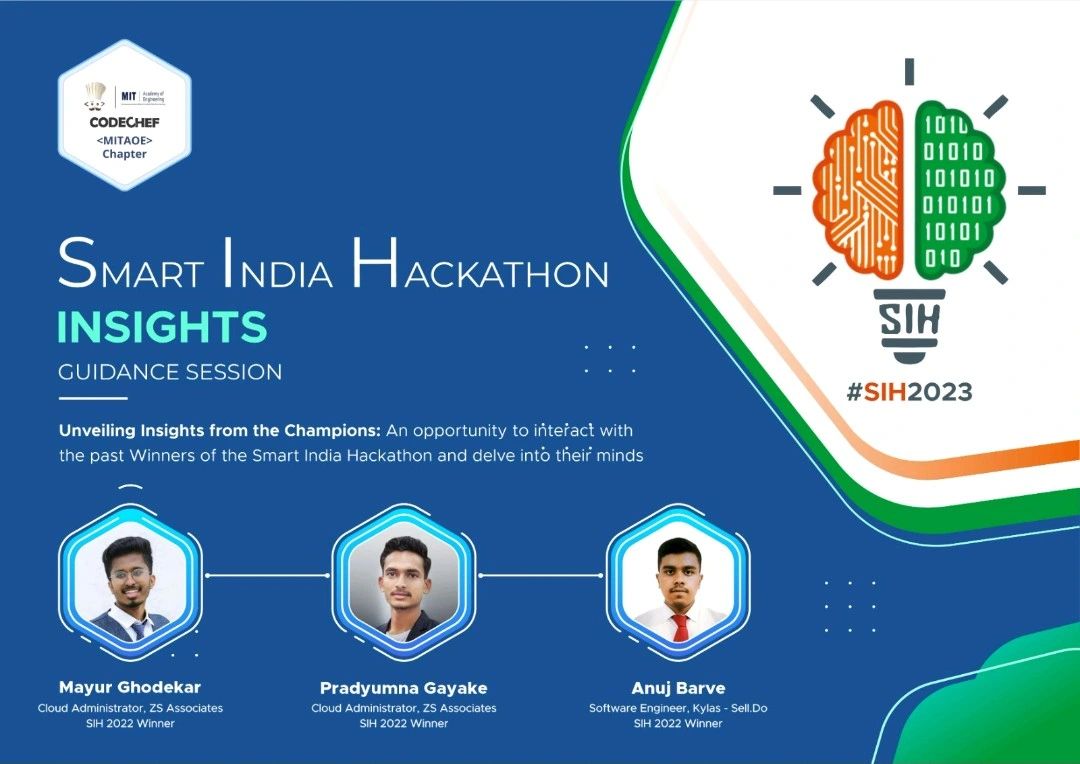 MIT Academy of
Engineering
CODECHEF
<MITAOE>
Chapter
SMART INDIA HACKATHON
INSIGHTS
GUIDANCE SESSION
Unveiling Insights from the Champions: An opportunity to interact with
the past Winners of the Smart India Hackathon and delve into their minds
101
01010
101010
010101
10101
010
SIH
#SIH2023
Mayur Ghodekar
Cloud Administrator, ZS Associates
SIH 2022 Winner
Pradyumna Gayake
Cloud Administrator, ZS Associates
SIH 2022 Winner
Anuj Barve
Software Engineer, Kylas - Sell.Do
SIH 2022 Winner